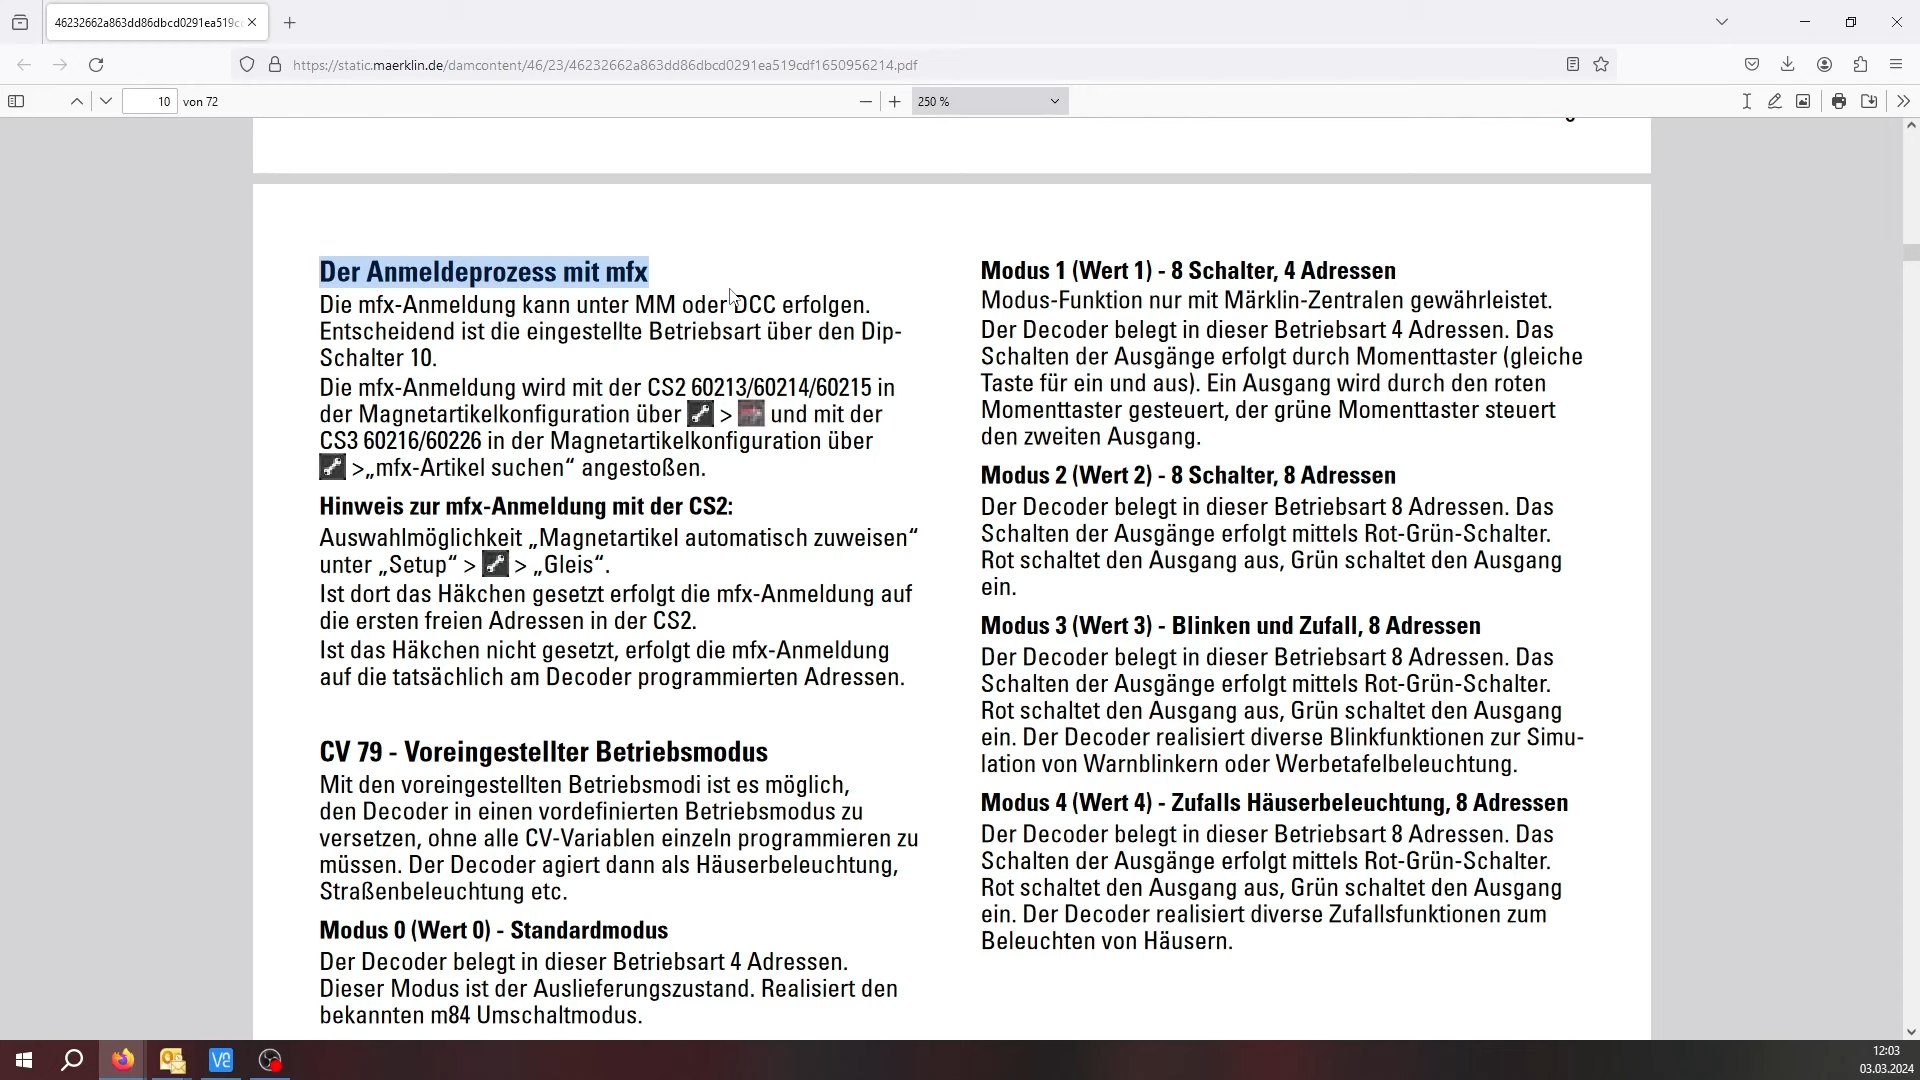 46232662a863dd86dbcd0291ea519c
https://static.maerklin.de/damcontent/46/23/46232662a863dd86dbcd0291ea519cdf1650956214.pdf
10 von 72
250 %
Der Anmeldeprozess mit mfx
Die mfx-Anmeldung kann unter MM oder DCC erfolgen.
Entscheidend ist die eingestellte Betriebsart über den Dip-
Schalter 10.
Die mfx-Anmeldung wird mit der CS2 60213/60214/60215 in
der Magnetartikelkonfiguration über > und mit der
CS3 60216/60226 in der Magnetartikelkonfiguration über
>„mfx-Artikel suchen“ angestoßen.
Hinweis zur mfx-Anmeldung mit der CS2:
Auswahlmöglichkeit „Magnetartikel automatisch zuweisen“
unter „Setup“ > > „Gleis“.
Ist dort das Häkchen gesetzt erfolgt die mfx-Anmeldung auf
die ersten freien Adressen in der CS2.
Ist das Häkchen nicht gesetzt, erfolgt die mfx-Anmeldung
auf die tatsächlich am Decoder programmierten Adressen.
CV 79 - Voreingestellter Betriebsmodus
Mit den voreingestellten Betriebsmodi ist es möglich,
den Decoder in einen vordefinierten Betriebsmodus zu
versetzen, ohne alle CV-Variablen einzeln programmieren zu
müssen. Der Decoder agiert dann als Häuserbeleuchtung,
Straßenbeleuchtung etc.
Modus 0 (Wert 0) - Standardmodus
Der Decoder belegt in dieser Betriebsart 4 Adressen.
Dieser Modus ist der Auslieferungszustand. Realisiert den
bekannten m84 Umschaltmodus.
Modus 1 (Wert 1) - 8 Schalter, 4 Adressen
Modus-Funktion nur mit Märklin-Zentralen gewährleistet.
Der Decoder belegt in dieser Betriebsart 4 Adressen. Das
Schalten der Ausgänge erfolgt durch Momenttaster (gleiche
Taste für ein und aus). Ein Ausgang wird durch den roten
Momenttaster gesteuert, der grüne Momenttaster steuert
den zweiten Ausgang.
Modus 2 (Wert 2) - 8 Schalter, 8 Adressen
Der Decoder belegt in dieser Betriebsart 8 Adressen. Das
Schalten der Ausgänge erfolgt mittels Rot-Grün-Schalter.
Rot schaltet den Ausgang aus, Grün schaltet den Ausgang
ein.
Modus 3 (Wert 3) - Blinken und Zufall, 8 Adressen
Der Decoder belegt in dieser Betriebsart 8 Adressen. Das
Schalten der Ausgänge erfolgt mittels Rot-Grün-Schalter.
Rot schaltet den Ausgang aus, Grün schaltet den Ausgang
ein. Der Decoder realisiert diverse Blinkfunktionen zur Simu-
lation von Warnblinkern oder Werbetafelbeleuchtung.
Modus 4 (Wert 4) - Zufalls Häuserbeleuchtung, 8 Adressen
Der Decoder belegt in dieser Betriebsart 8 Adressen. Das
Schalten der Ausgänge erfolgt mittels Rot-Grün-Schalter.
Rot schaltet den Ausgang aus, Grün schaltet den Ausgang
ein. Der Decoder realisiert diverse Zufallsfunktionen zum
Beleuchten von Häusern.
12:03
03.03.2024